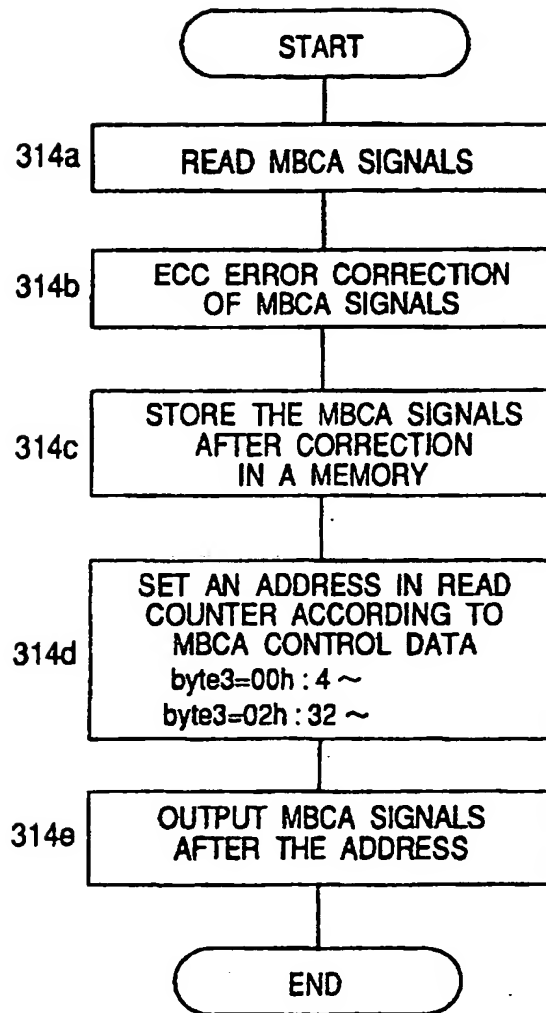 START
314a
READ MBCA SIGNALS
314b
ECC ERROR CORRECTION
OF MBCA SIGNALS
314c
STORE THE MBCA SIGNALS
AFTER CORRECTION
IN A MEMORY
314d
SET AN ADDRESS IN READ
COUNTER ACCORDING TO
MBCA CONTROL DATA
byte3=00h : 4 ~
byte3=02h : 32 ~
314e
OUTPUT MBCA SIGNALS
AFTER THE ADDRESS
END